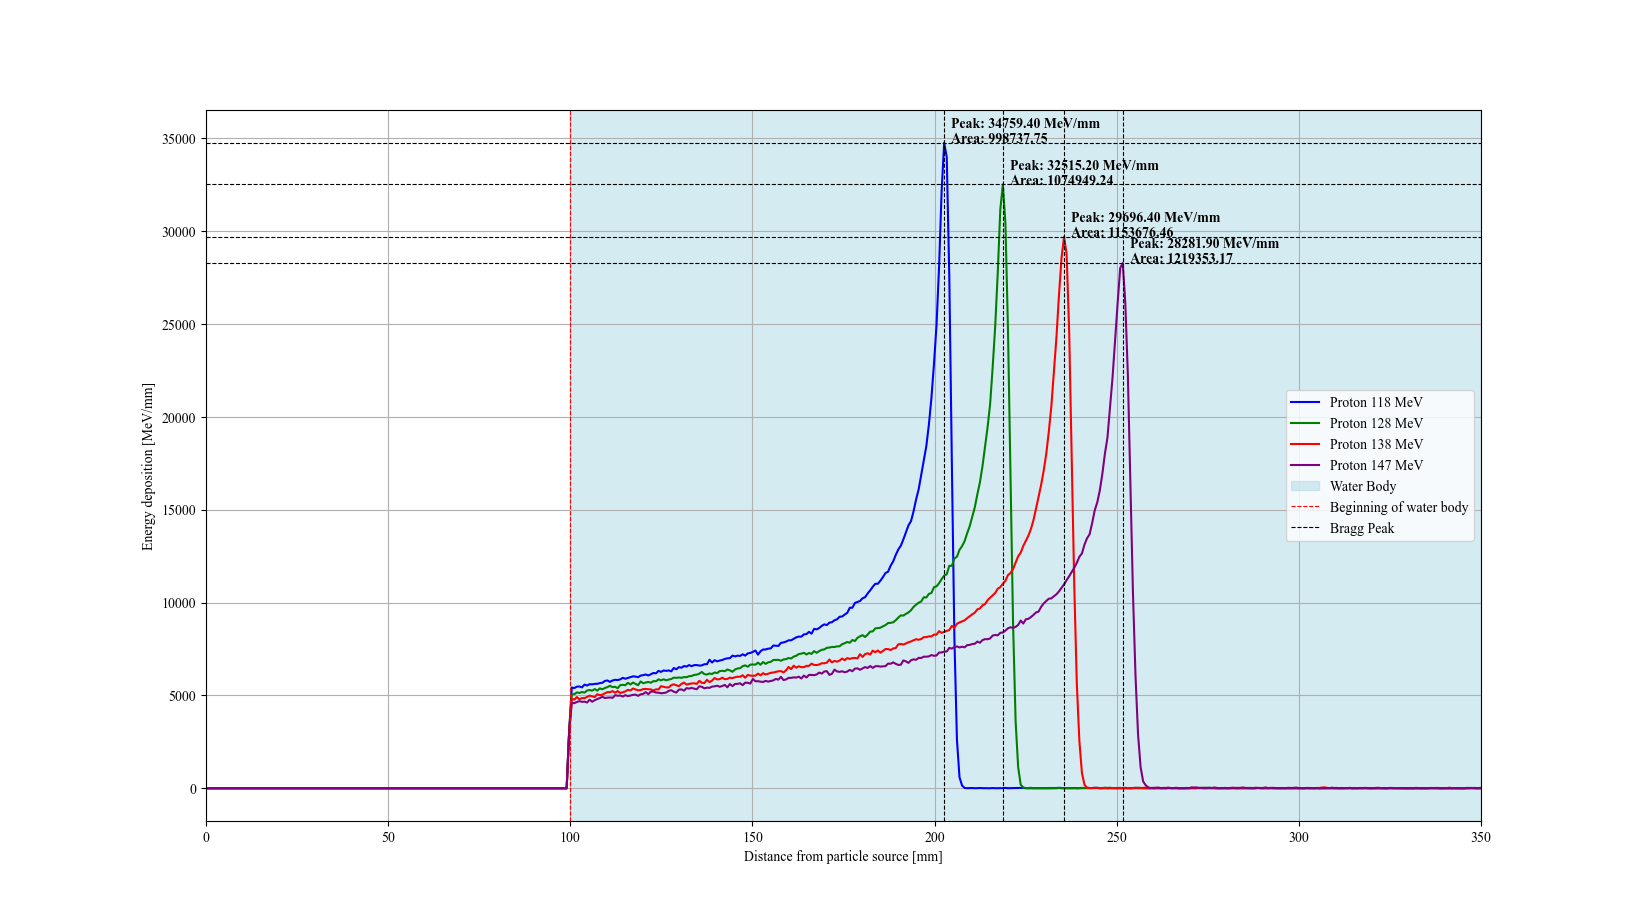 Peak: 34759.40 MeV/mm
Area: 998737.75
Peak: 32515.20 MeV/mm
Area: 1074949.24
Peak: 29696.40 MeV/mm
Area: 1153676.46
Peak: 28281.90 MeV/mm
Area: 1219353.17
35000
30000
25000
20000
15000
10000
5000
0
Energy deposition [MeV/mm]
Proton 118 MeV
Proton 128 MeV
Proton 138 MeV
Proton 147 MeV
Water Body
Beginning of water body
Bragg Peak
0 50 100 150 200 250 300 350
Distance from particle source [mm]